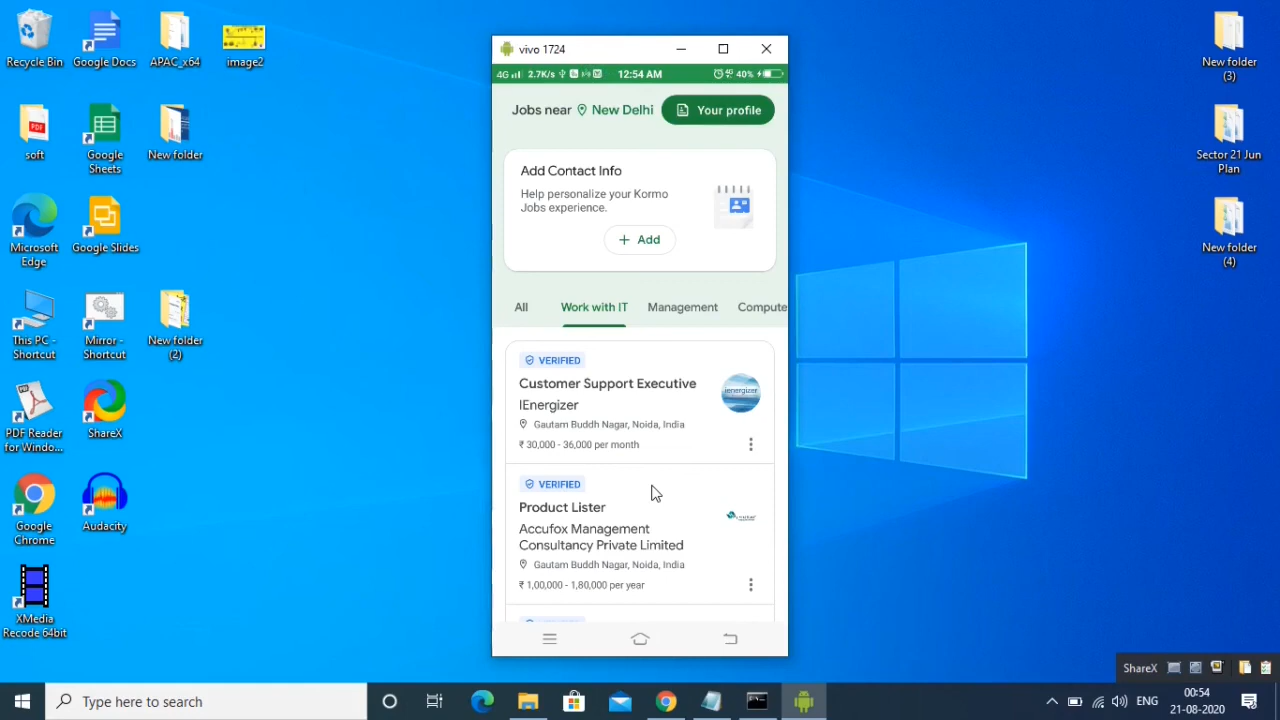 Recycle Bin
Google Docs
APAC_x64
image2
soft
Google
Sheets
New folder
Microsoft
Edge
Google Slides
This PC -
Shortcut
Mirror -
Shortcut
New folder
(2)
PDF Reader
for Windo...
ShareX
Google
Chrome
Audacity
XMedia
Recode 64bit
vivo 1724
4G 2.7K/s 12:54 AM 40%
Jobs near New Delhi
Your profile
Add Contact Info
Help personalize your Kormo
Jobs experience.
+ Add
All Work with IT Management Compute
VERIFIED
Customer Support Executive
IEnergizer
ienergizer
Gautam Buddh Nagar, Noida, India
₹ 30,000 - 36,000 per month
VERIFIED
Product Lister
Accufox Management
Consultancy Private Limited
Gautam Buddh Nagar, Noida, India
₹ 1,00,000 - 1,80,000 per year
New folder
(3)
Sector 21 Jun
Plan
New folder
(4)
ShareX
Type here to search
ENG
00:54
21-08-2020